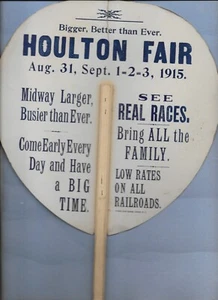 Bigger, Better than Ever.
HOULTON FAIR
Aug. 31, Sept. 1-2-3, 1915.
Midway Larger,
Busier than Ever.
Come Early Every
Day and Have
a BIG
TIME.
SEE
REAL RACES.
Bring ALL the
FAMILY.
LOW RATES
ON ALL
RAILROADS.